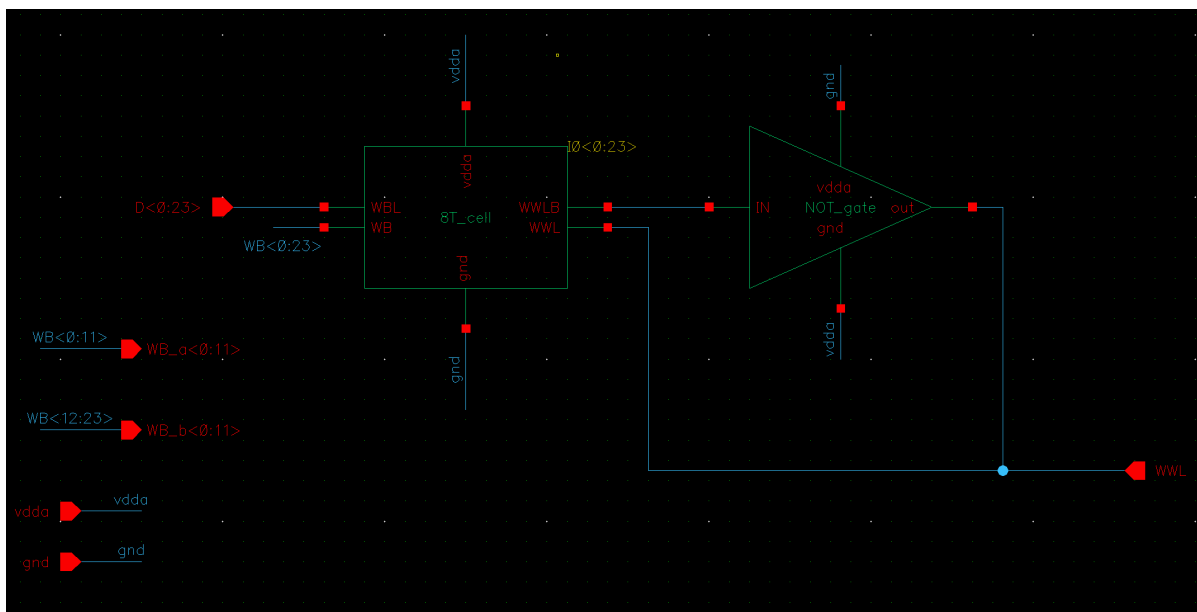 vdda
gnd
I0<0:23>
vdda
vdda
D<0:23>
WBL
WWLB
IN
NOT_gate
out
8T_cell
WB
WWL
gnd
WB<0:23>
gnd
WB<0:11>
WB_a<0:11>
vdda
gnd
WB<12:23>
WB_b<0:11>
WWL
vdda
vdda
gnd
gnd